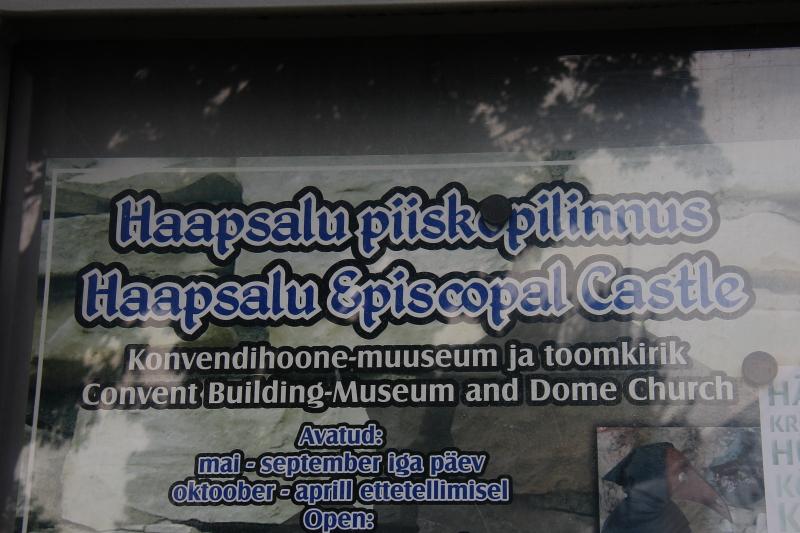 Haapsalu piiskopilinnus
Haapsalu Episcopal Castle
Konvendihoone-muuseum ja toomkirik
Convent Building-Museum and Dome Church
Avatud:
mai - september iga päev
oktoober - aprill ettetellimisel
Open: